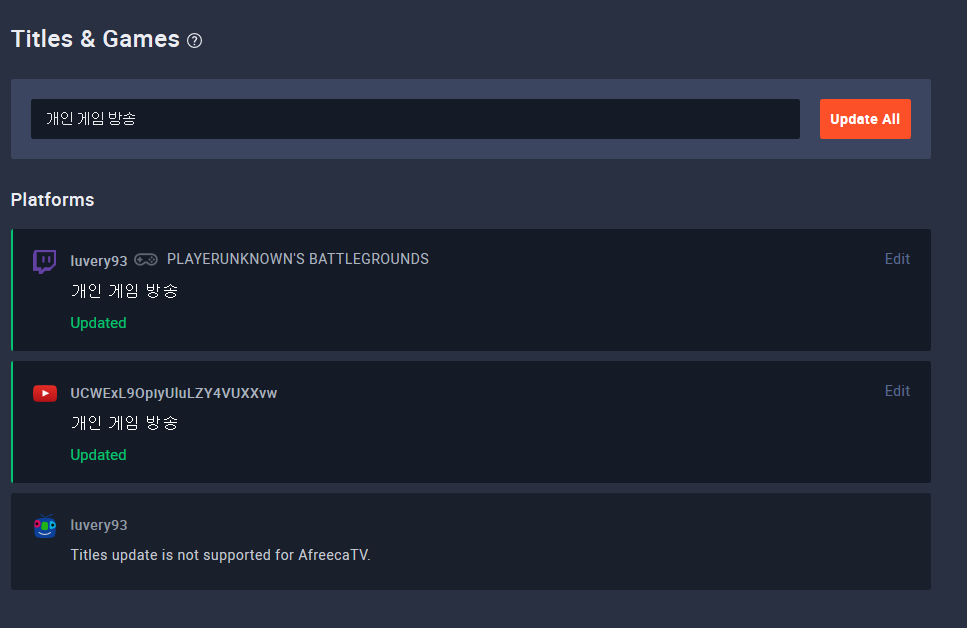 Titles & Games
개인 게임 방송
Update All
Platforms
luvery93 PLAYERUNKNOWN'S BATTLEGROUNDS Edit
개인 게임 방송
Updated
UCWExL9OpIyUluLZY4VUXXvw Edit
개인 게임 방송
Updated
luvery93
Titles update is not supported for AfreecaTV.